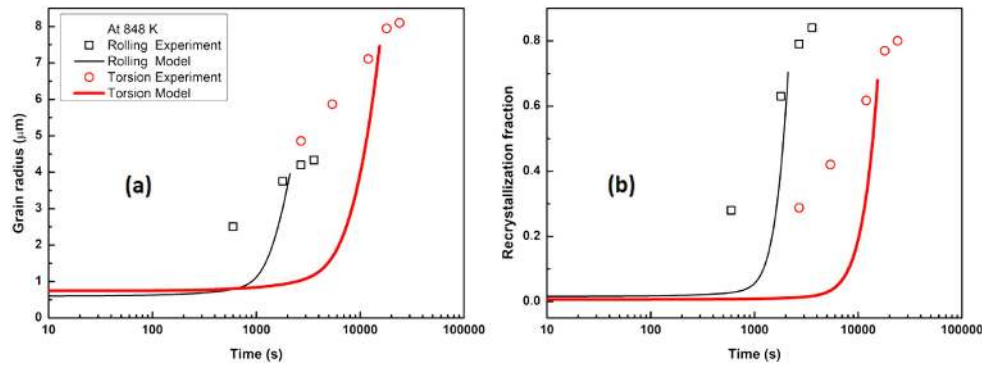 At 848 K
Rolling Experiment
Rolling Model
Torsion Experiment
Torsion Model
(a)
Grain radius (μm)
8
7
6
5
4
3
2
1
0
10 100 1000 10000 100000
Time (s)
(b)
Recrystallization fraction
0.8
0.6
0.4
0.2
0.0
10 100 1000 10000 100000
Time (s)